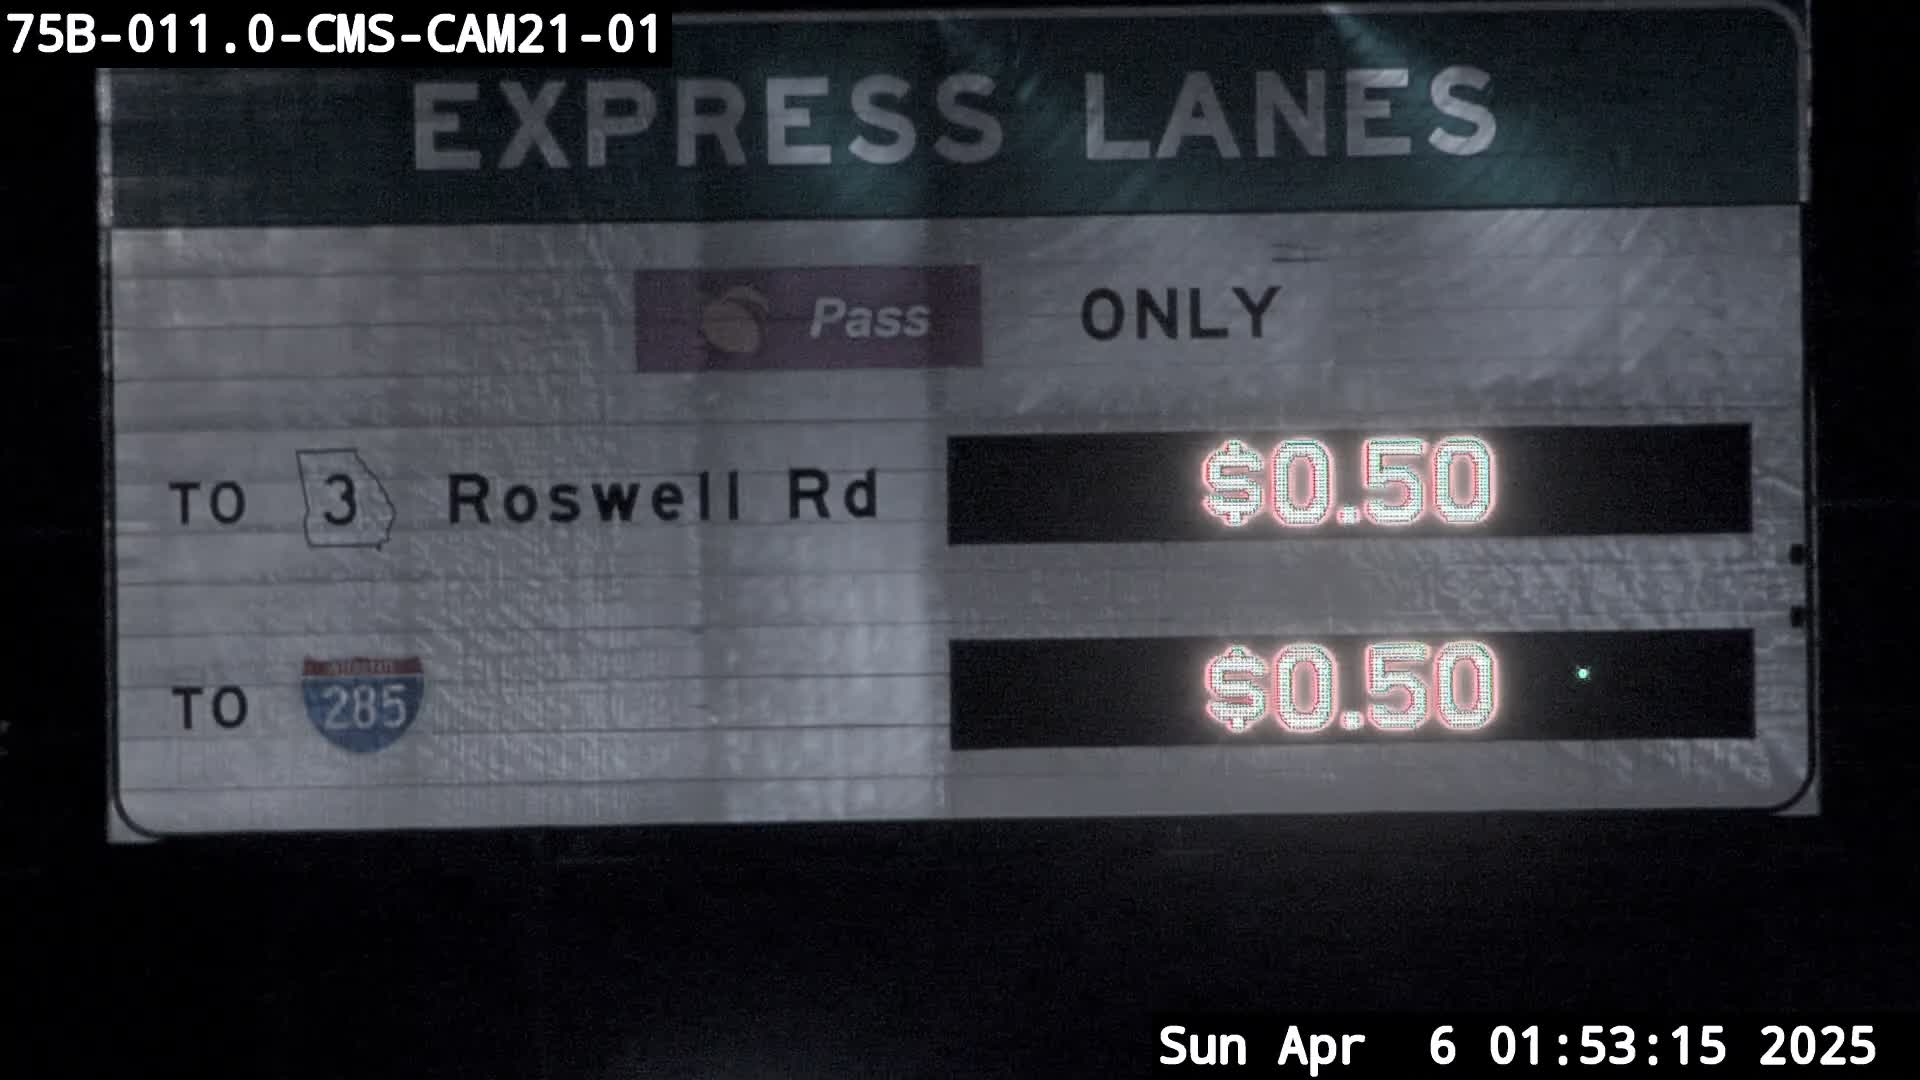 75B-011.0-CMS-CAM21-01
EXPRESS LANES
Pass ONLY
TO 3 Roswell Rd $0.50
TO 285 $0.50
Sun Apr 6 01:53:15 2025